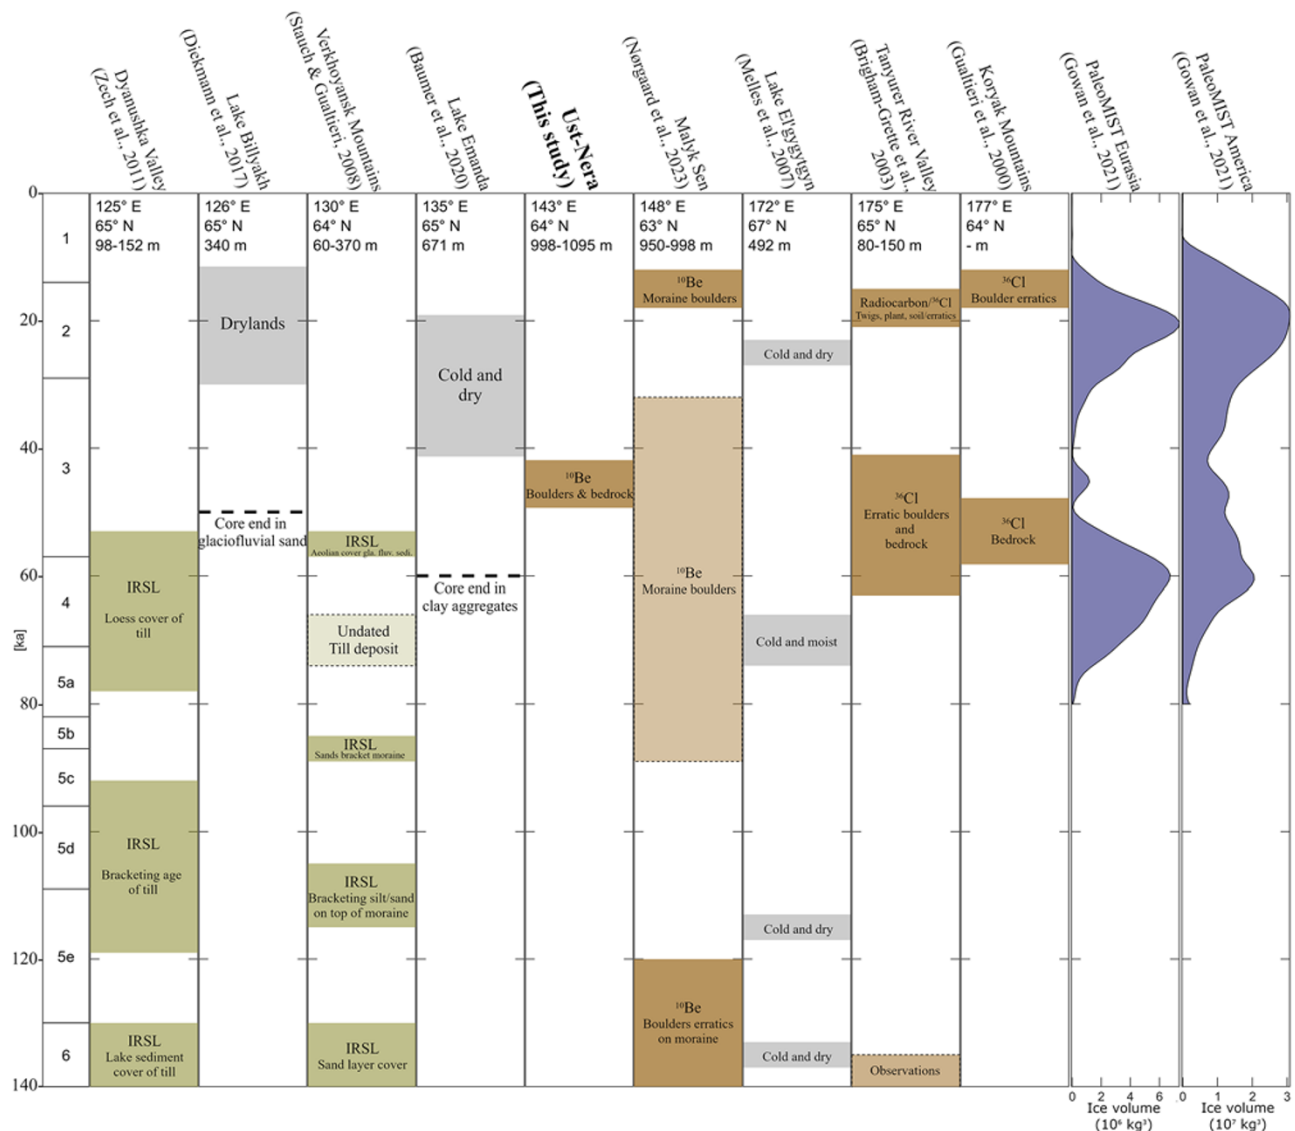 Dyanushka Valley
(Zech et al., 2011)
Lake Billyakh
(Diekmann et al., 2017)
Verkhoyansk Mountains
(Stauch & Gualtieri, 2008)
Lake Emanda
(Baumer et al., 2020)
Ust-Nera
(This study)
Malyk Sen
(Nørgaard et al., 2023)
Lake El'gygytgyn
(Melles et al., 2007)
Tanyurer River Valley
(Brigham-Grette et al.,
2003)
Koryak Mountains
(Gualtieri et al., 2000)
PaleoMIST Eurasia
(Gowan et al., 2021)
PaleoMIST America
(Gowan et al., 2021)
0
20
40
60
80
100
120
140
[ka]
1
2
3
4
5a
5b
5c
5d
5e
6
125° E
65° N
98-152 m
IRSL
Loess cover of
till
IRSL
Bracketing age
of till
IRSL
Lake sediment
cover of till
126° E
65° N
340 m
Drylands
Core end in
glaciofluvial sand
130° E
64° N
60-370 m
IRSL
Aeolian cover gla. fluv. sedi.
Undated
Till deposit
IRSL
Sands bracket moraine
IRSL
Bracketing silt/sand
on top of moraine
IRSL
Sand layer cover
135° E
65° N
671 m
Cold and
dry
Core end in
clay aggregates
143° E
64° N
998-1095 m
¹⁰Be
Boulders & bedrock
148° E
63° N
950-998 m
¹⁰Be
Moraine boulders
¹⁰Be
Moraine boulders
¹⁰Be
Boulders erratics
on moraine
172° E
67° N
492 m
Cold and dry
Cold and moist
Cold and dry
Cold and dry
175° E
65° N
80-150 m
Radiocarbon/³⁶Cl
Twigs, plant, soil/erratics
³⁶Cl
Erratic boulders
and
bedrock
Observations
177° E
64° N
- m
³⁶Cl
Boulder erratics
³⁶Cl
Bedrock
0 2 4 6
Ice volume
(10⁶ kg³)
0 1 2 3
Ice volume
(10⁷ kg³)